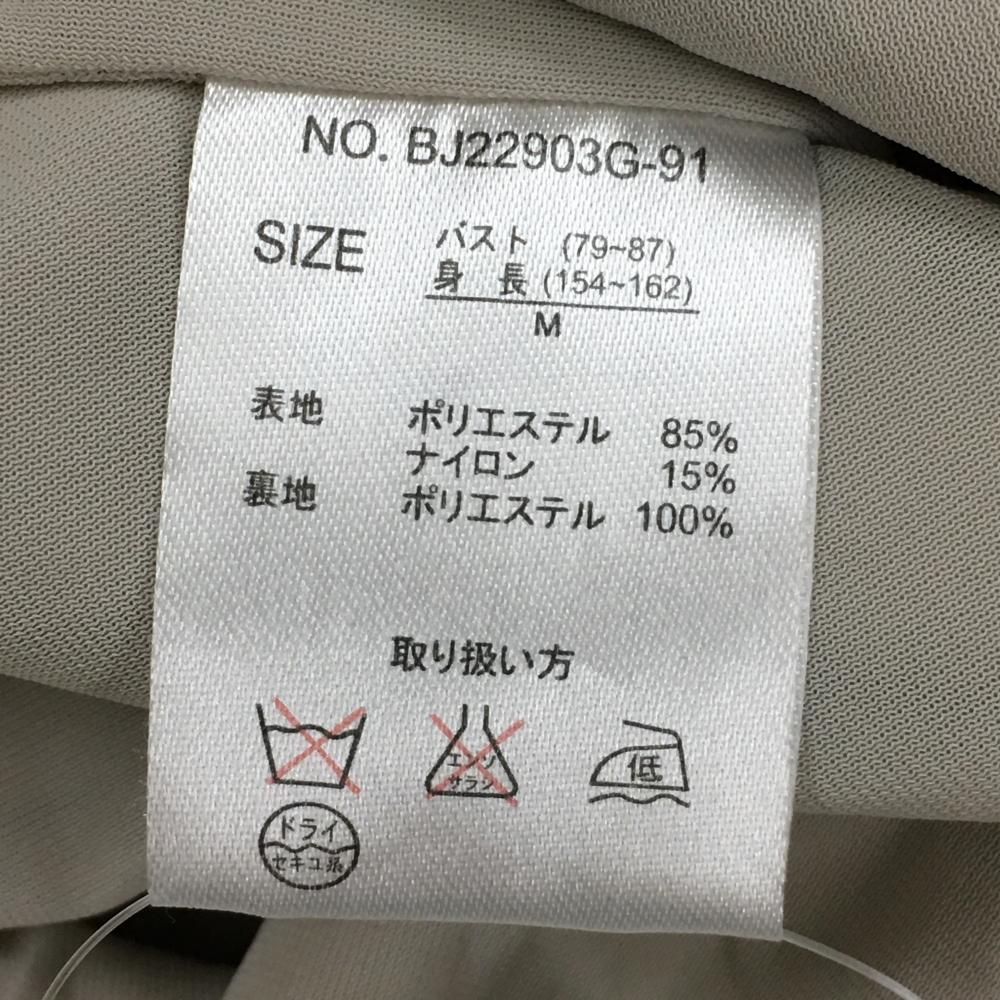 NO. BJ22903G-91
SIZE バスト (79~87)
身 長 (154~162)
M
表地 ポリエステル 85%
ナイロン 15%
裏地 ポリエステル 100%
取り扱い方
エンソ
サラシ
低
ドライ
セキユ系